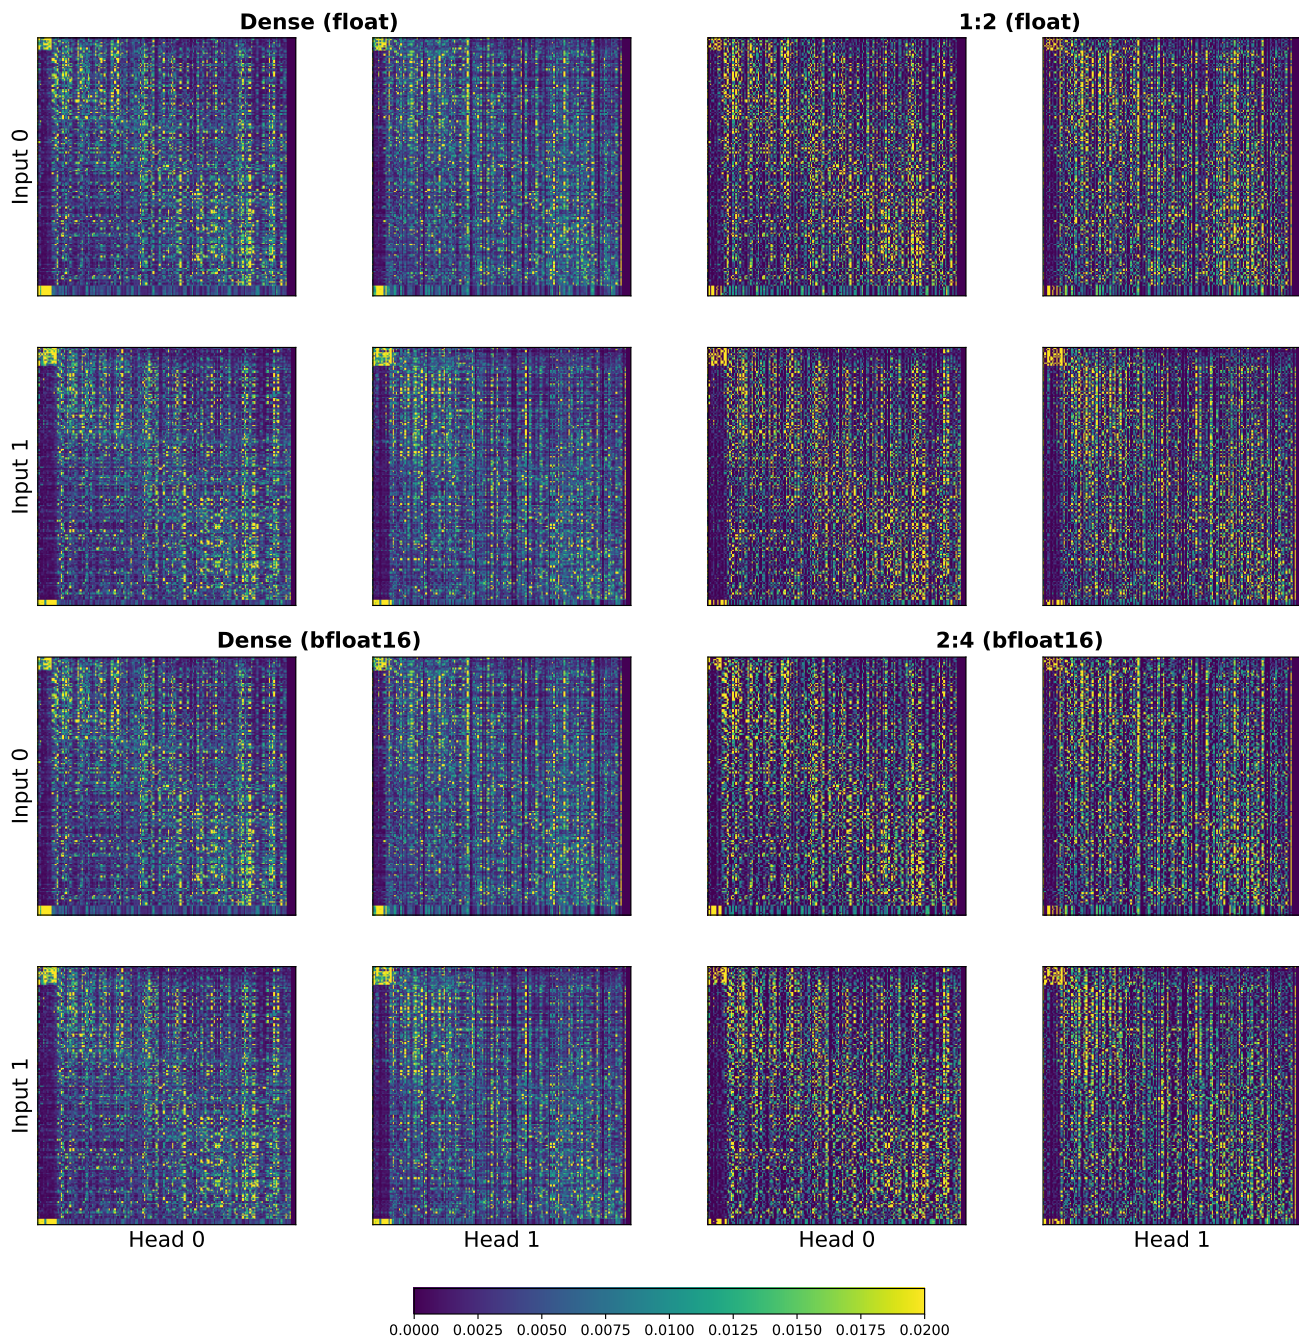 Dense (float)
1:2 (float)
Input 0
Input 1
Dense (bfloat16)
2:4 (bfloat16)
Input 0
Input 1
Head 0
Head 1
Head 0
Head 1
0.0000 0.0025 0.0050 0.0075 0.0100 0.0125 0.0150 0.0175 0.0200